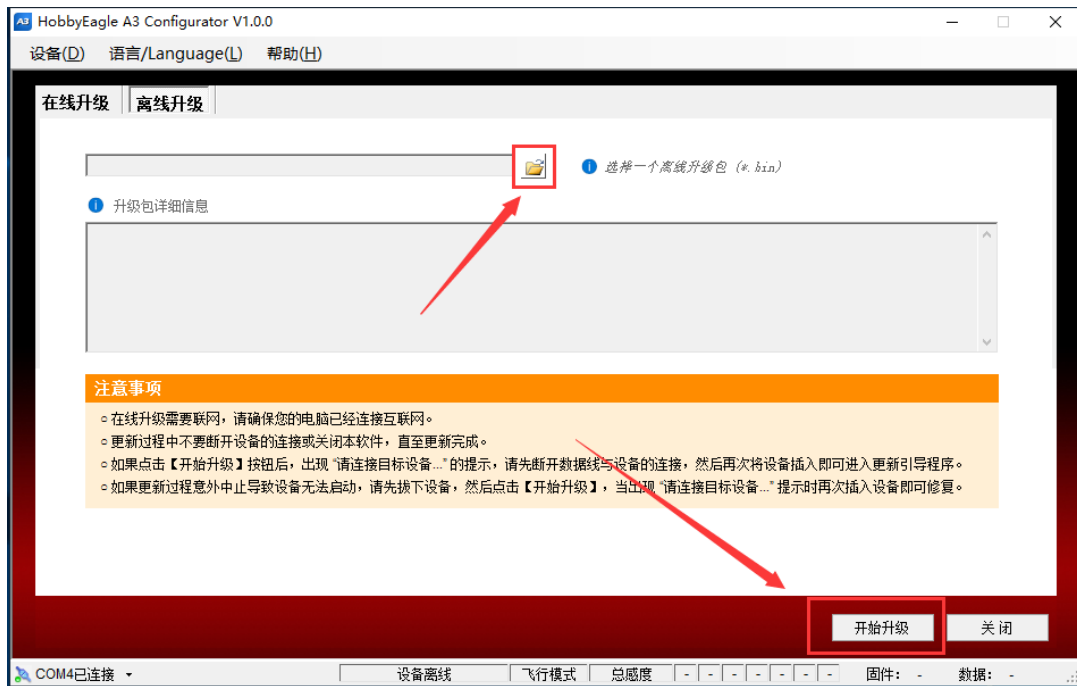 A3 HobbyEagle A3 Configurator V1.0.0
设备(D) 语言/Language(L) 帮助(H)
在线升级 离线升级
选择一个离线升级包 (*.bin)
升级包详细信息
注意事项
在线升级需要联网，请确保您的电脑已经连接互联网。
更新过程中不要断开设备的连接或关闭本软件，直至更新完成。
如果点击【开始升级】按钮后，出现 "请连接目标设备..." 的提示，请先断开数据线与设备的连接，然后再次将设备插入即可进入更新引导程序。
如果更新过程意外中止导致设备无法启动，请先拔下设备，然后点击【开始升级】，当出现 "请连接目标设备..." 提示时再次插入设备即可修复。
开始升级 关闭
COM4已连接 设备离线 飞行模式 总感度 - - - - - - - 固件： - 数据： -